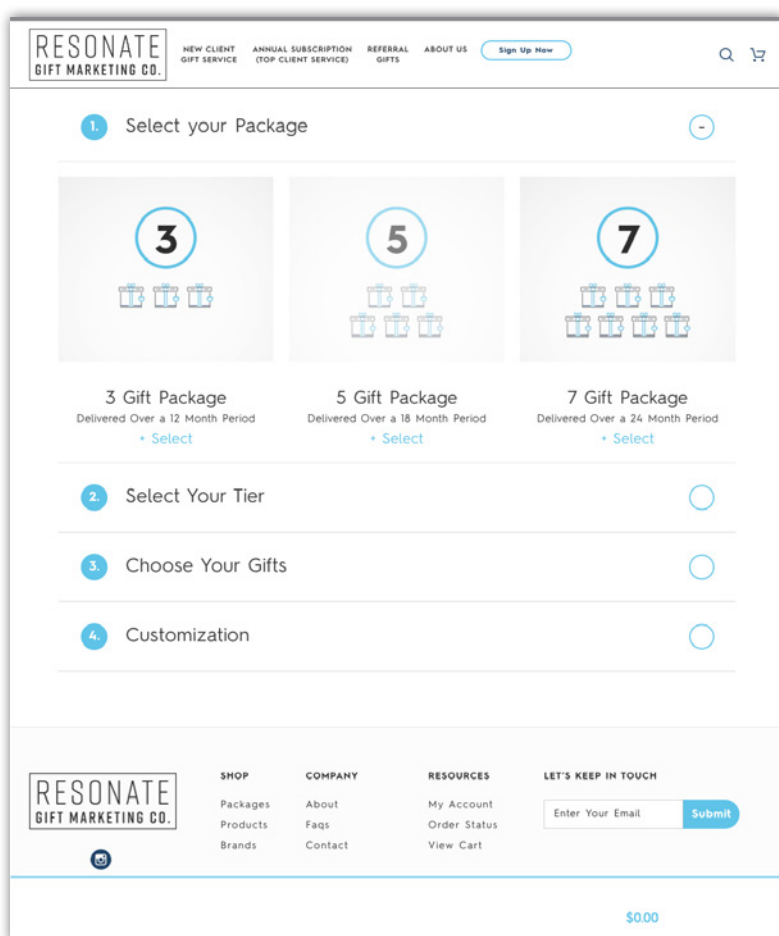 RESONATE
GIFT MARKETING CO.
NEW CLIENT
GIFT SERVICE
ANNUAL SUBSCRIPTION
(TOP CLIENT SERVICE)
REFERRAL
GIFTS
ABOUT US
Sign Up Now
1. Select your Package -
3 5 7
3 Gift Package
Delivered Over a 12 Month Period
+ Select
5 Gift Package
Delivered Over a 18 Month Period
+ Select
7 Gift Package
Delivered Over a 24 Month Period
+ Select
2. Select Your Tier
3. Choose Your Gifts
4. Customization
RESONATE
GIFT MARKETING CO.
SHOP
Packages
Products
Brands
COMPANY
About
Faqs
Contact
RESOURCES
My Account
Order Status
View Cart
LET'S KEEP IN TOUCH
Enter Your Email Submit
$0.00